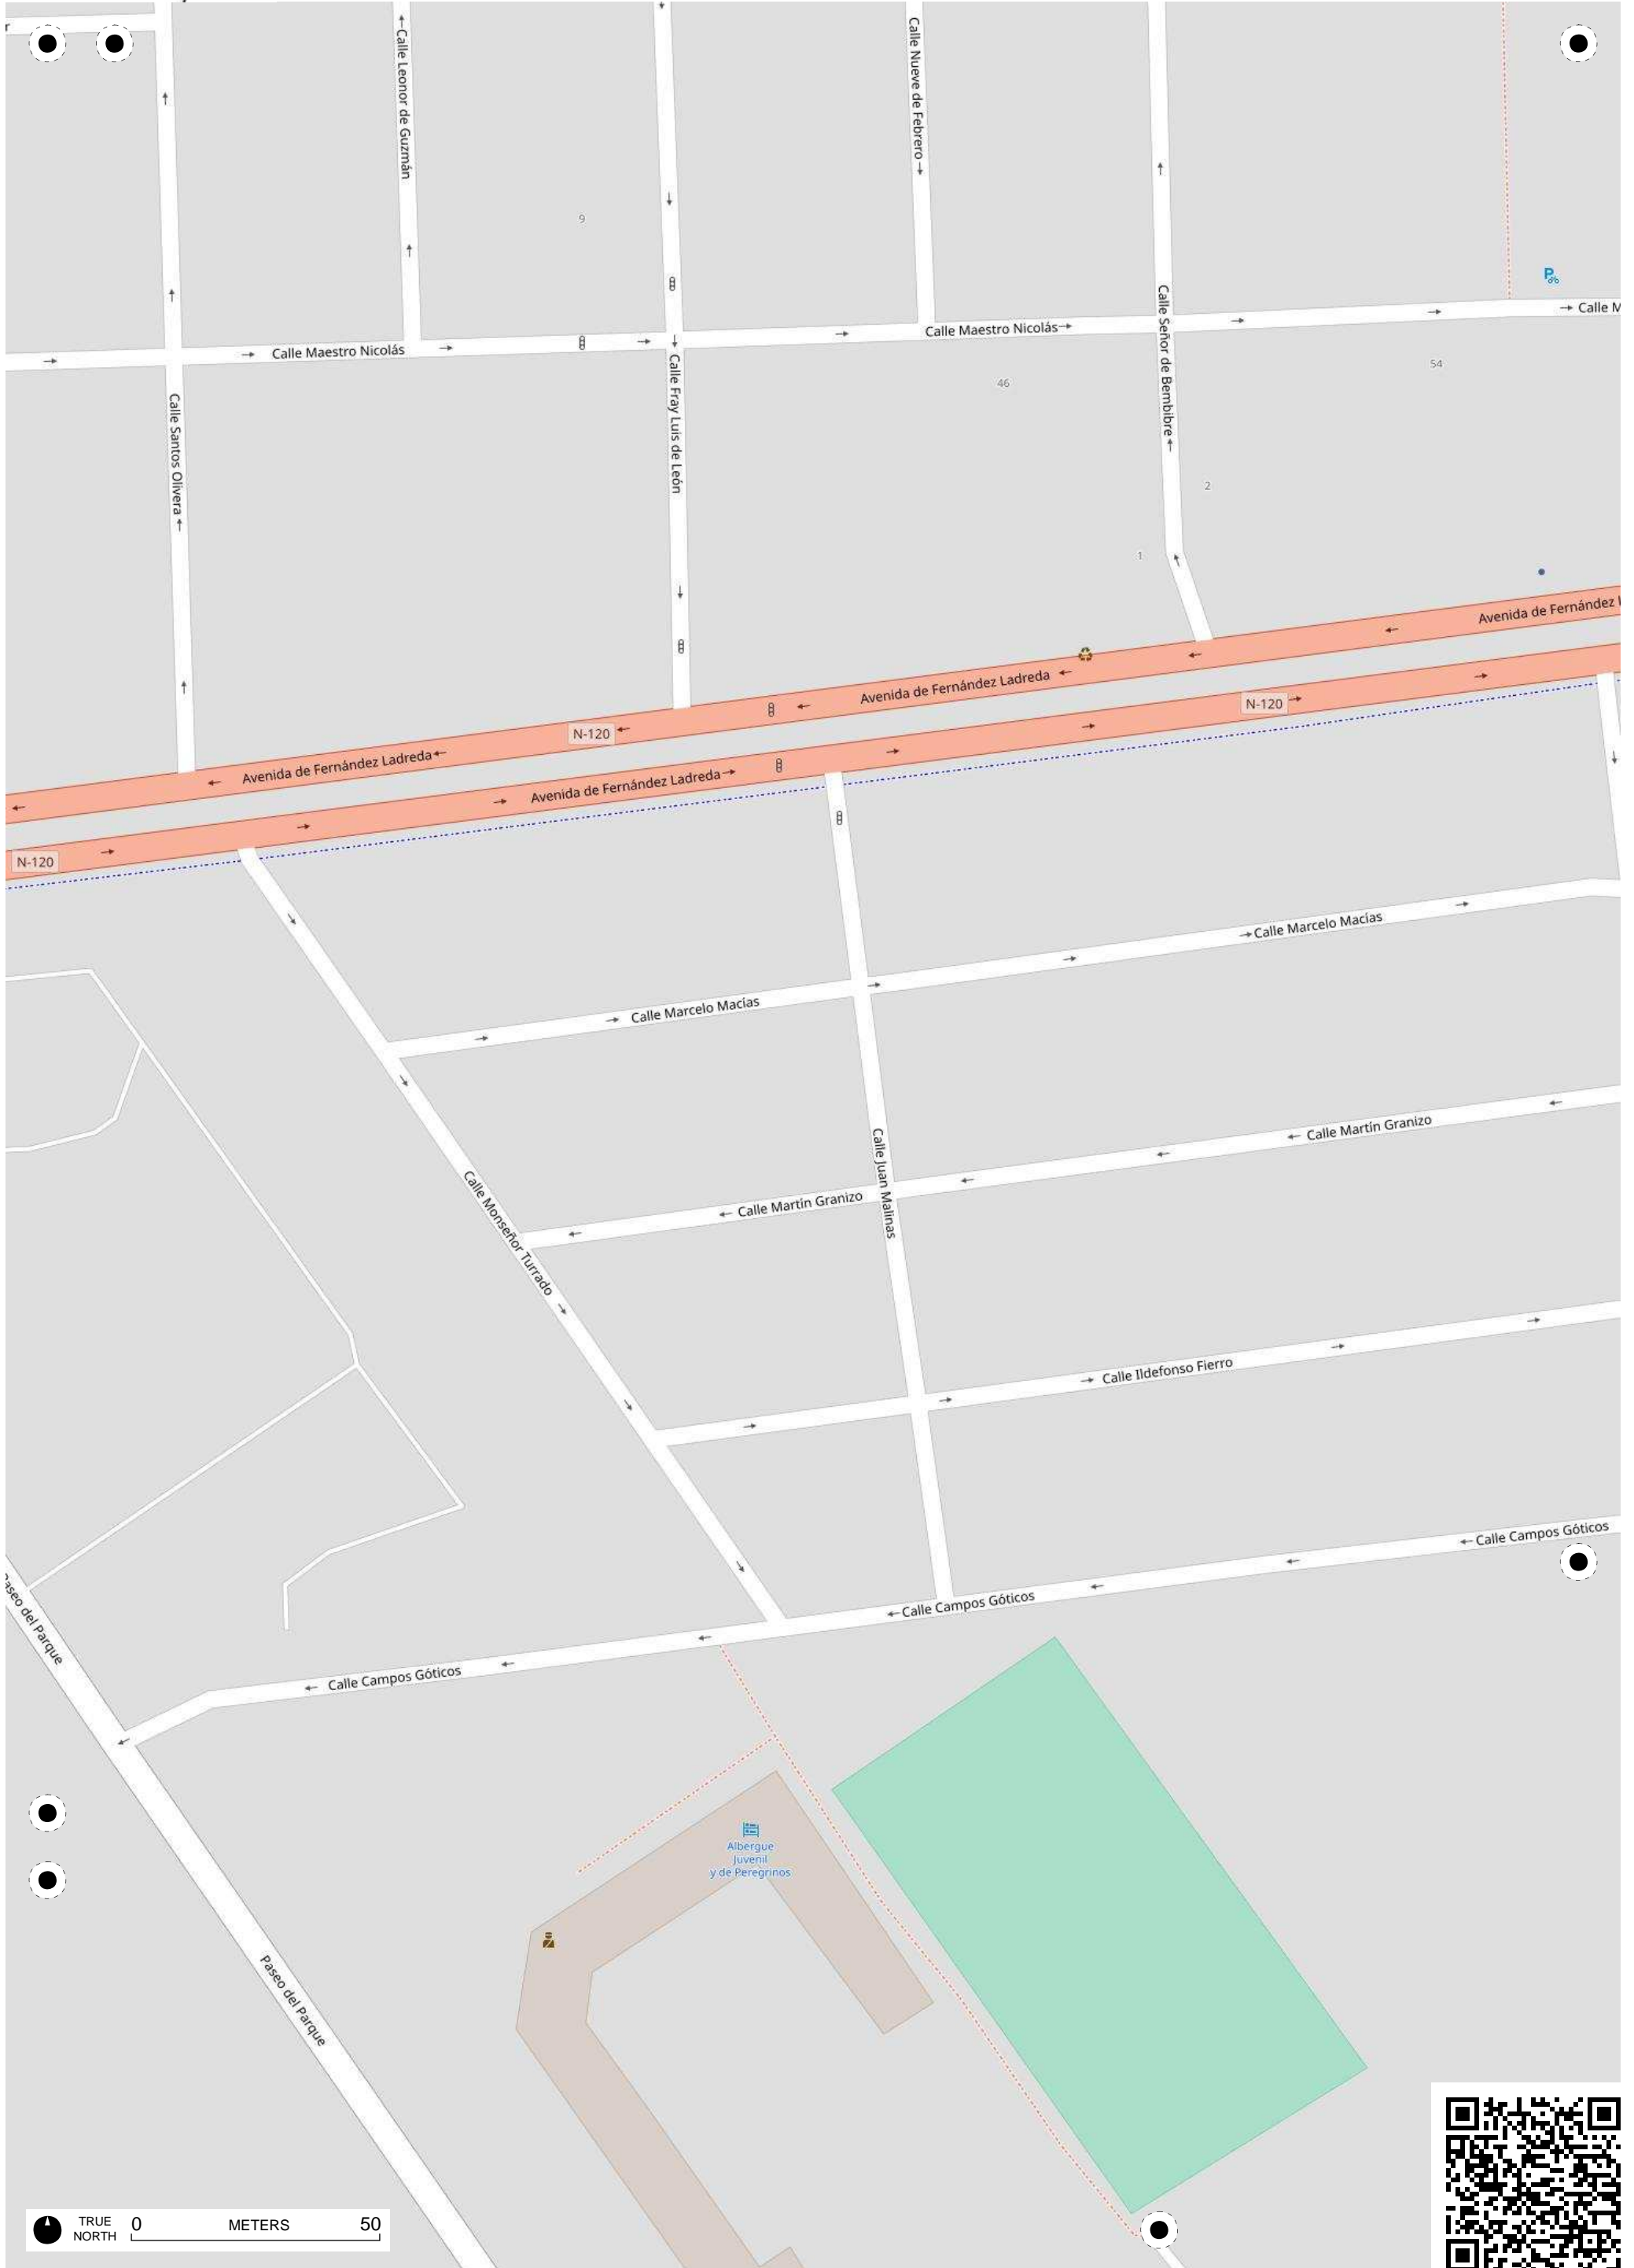 r
Calle Leonor de Guzmán
Calle Nueve de Febrero
9
Calle M
Calle Maestro Nicolás
Calle Maestro Nicolás
Calle Señor de Bembibre
Calle Fray Luis de León
Calle Santos Olivera
46
54
2
1
Avenida de Fernández
Avenida de Fernández Ladreda
N-120
N-120
Avenida de Fernández Ladreda
Avenida de Fernández Ladreda
N-120
Calle Marcelo Macías
Calle Marcelo Macías
Calle Martín Granizo
Calle Juan Malinas
Calle Martín Granizo
Calle Monseñor Turrado
Calle Ildefonso Fierro
Calle Campos Góticos
Calle Campos Góticos
Paseo del Parque
Calle Campos Góticos
Albergue
Juvenil
y de Peregrinos
Paseo del Parque
TRUE
NORTH
0 METERS 50